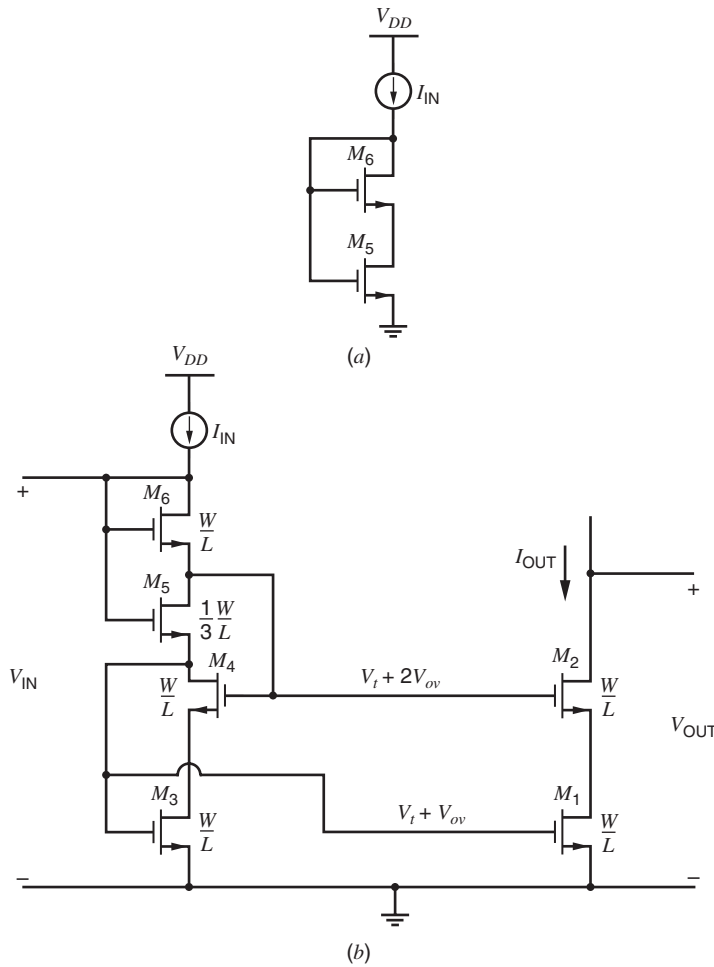 V_DD
I_IN
M_6
M_5
(a)
V_DD
I_IN
+
M_6
W/L
M_5
1/3 W/L
I_OUT
+
V_IN
M_4
W/L
V_t + 2V_ov
M_2
W/L
V_OUT
M_3
W/L
V_t + V_ov
M_1
W/L
–
–
(b)